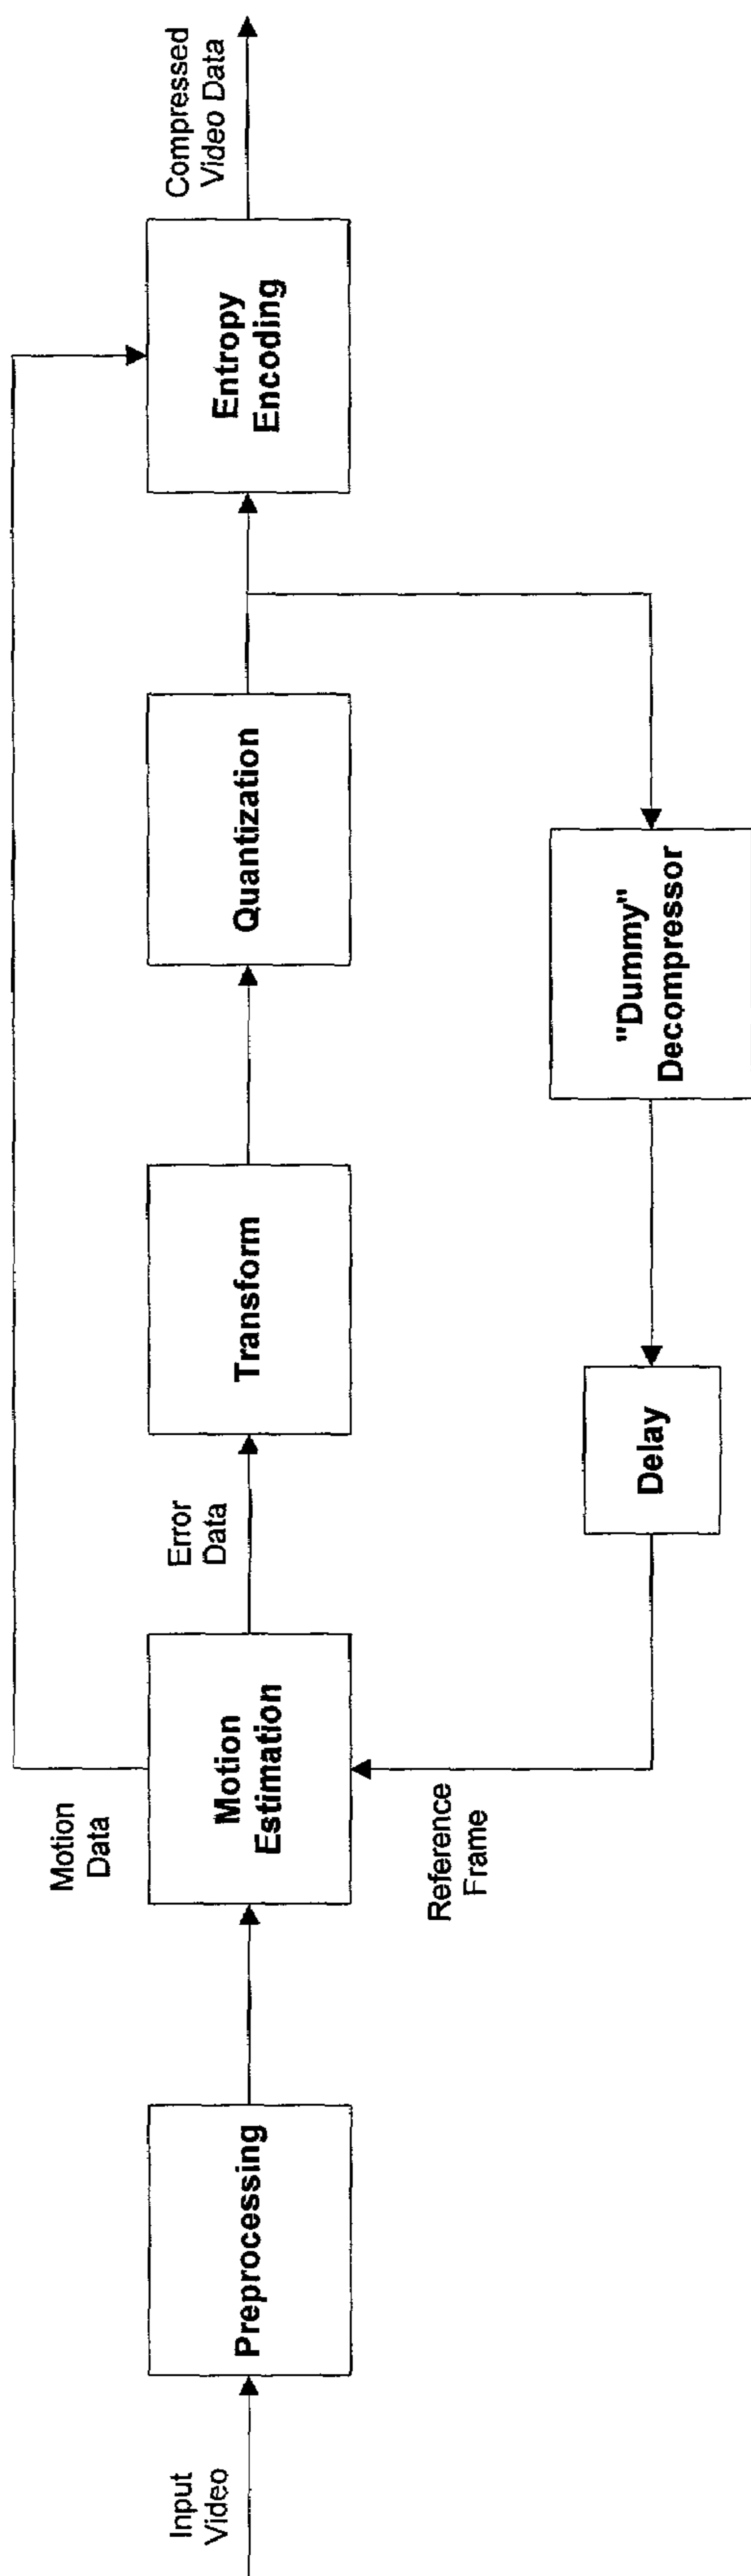 Input
Video
Preprocessing
Motion
Data
Motion
Estimation
Reference
Frame
Error
Data
Transform
Quantization
Entropy
Encoding
Compressed
Video Data
Delay
"Dummy"
Decompressor